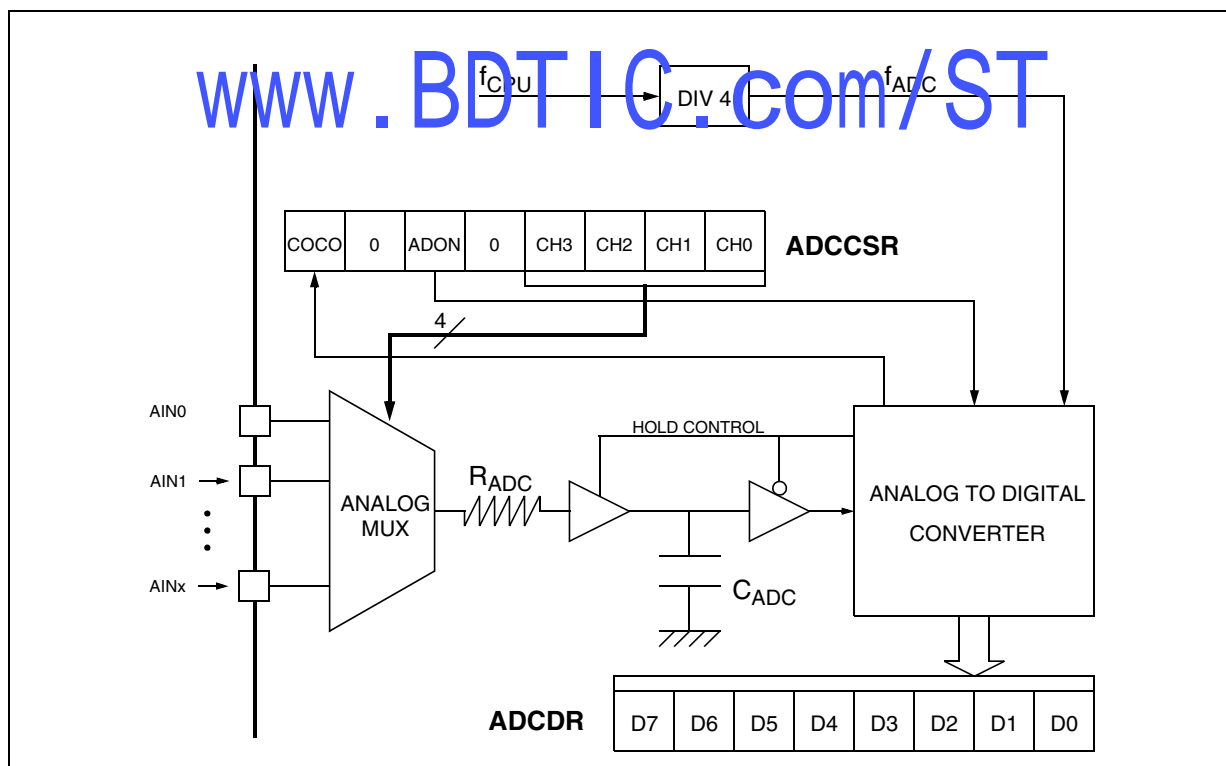 www.BDTIC.com/ST
fCPU
DIV 4
fADC
COCO 0 ADON 0 CH3 CH2 CH1 CH0
ADCCSR
4
AIN0
AIN1
AINx
ANALOG
MUX
RADC
HOLD CONTROL
CADC
ANALOG TO DIGITAL
CONVERTER
ADCDR
D7 D6 D5 D4 D3 D2 D1 D0